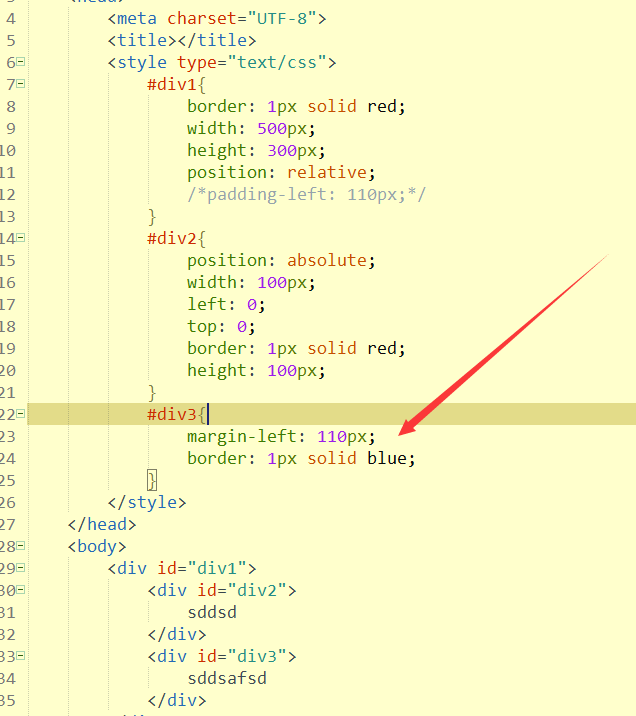 3 <head>
4 <meta charset="UTF-8">
5 <title></title>
6 <style type="text/css">
7 #div1{
8 border: 1px solid red;
9 width: 500px;
10 height: 300px;
11 position: relative;
12 /*padding-left: 110px;*/
13 }
14 #div2{
15 position: absolute;
16 width: 100px;
17 left: 0;
18 top: 0;
19 border: 1px solid red;
20 height: 100px;
21 }
22 #div3{
23 margin-left: 110px;
24 border: 1px solid blue;
25 }
26 </style>
27 </head>
28 <body>
29 <div id="div1">
30 <div id="div2">
31 sddsd
32 </div>
33 <div id="div3">
34 sddsafsd
35 </div>